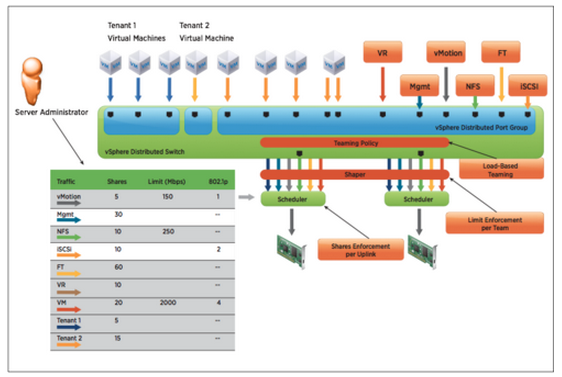 Tenant 1
Virtual Machines
Tenant 2
Virtual Machine
VR
vMotion
FT
Mgmt
NFS
iSCSI
Server Administrator
vSphere Distributed Port Group
Teaming Policy
vSphere Distributed Switch
Load-Based
Teaming
Shaper
Traffic Shares Limit (Mbps) 802.1p
vMotion 5 150 1
Mgmt 30 --
NFS 10 250 --
iSCSI 10 2
FT 60 --
VR 10 --
VM 20 2000 4
Tenant 1 5 --
Tenant 2 15 --
Scheduler
Scheduler
Limit Enforcement
per Team
Shares Enforcement
per Uplink